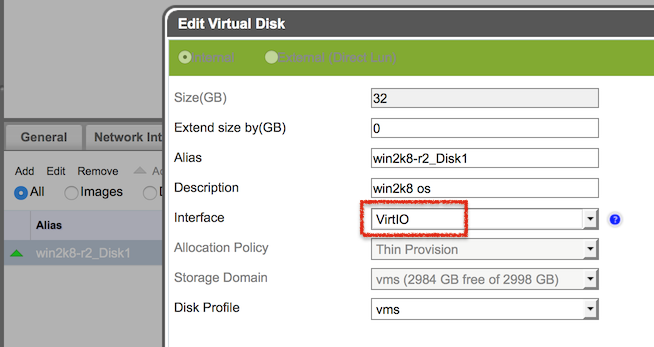 Edit Virtual Disk
Internal External (Direct Lun)
Size(GB) 32
Extend size by(GB) 0
Alias win2k8-r2_Disk1
Description win2k8 os
Interface VirtIO ?
Allocation Policy Thin Provision
Storage Domain vms (2984 GB free of 2998 GB)
Disk Profile vms
General Network Int
Add Edit Remove Ac
All Images D
Alias
win2k8-r2_Disk1